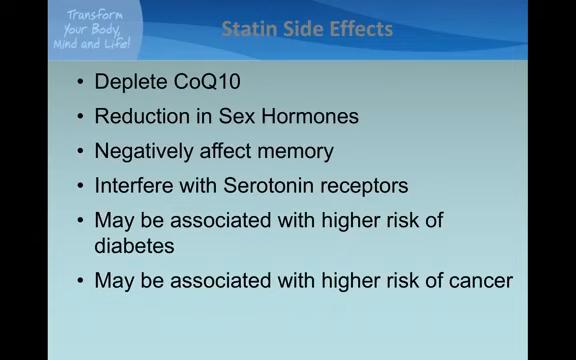 Transform
Your Body,
Mind and Life!
Statin Side Effects
• Deplete CoQ10
• Reduction in Sex Hormones
• Negatively affect memory
• Interfere with Serotonin receptors
• May be associated with higher risk of
diabetes
• May be associated with higher risk of cancer